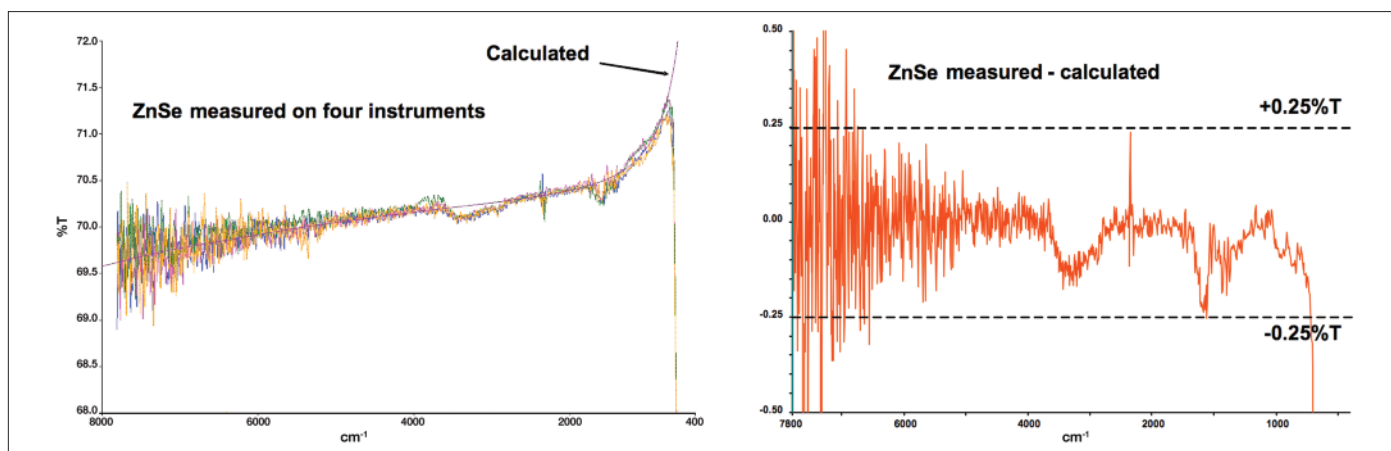 72.0
71.5
71.0
70.5
70.0
69.5
69.0
68.5
68.0
%T
Calculated
ZnSe measured on four instruments
8000 6000 4000 2000 400
cm-1
0.50
0.25
0.00
-0.25
-0.50
ZnSe measured - calculated
+0.25%T
-0.25%T
7800 6000 4000 2000 1000
cm-1